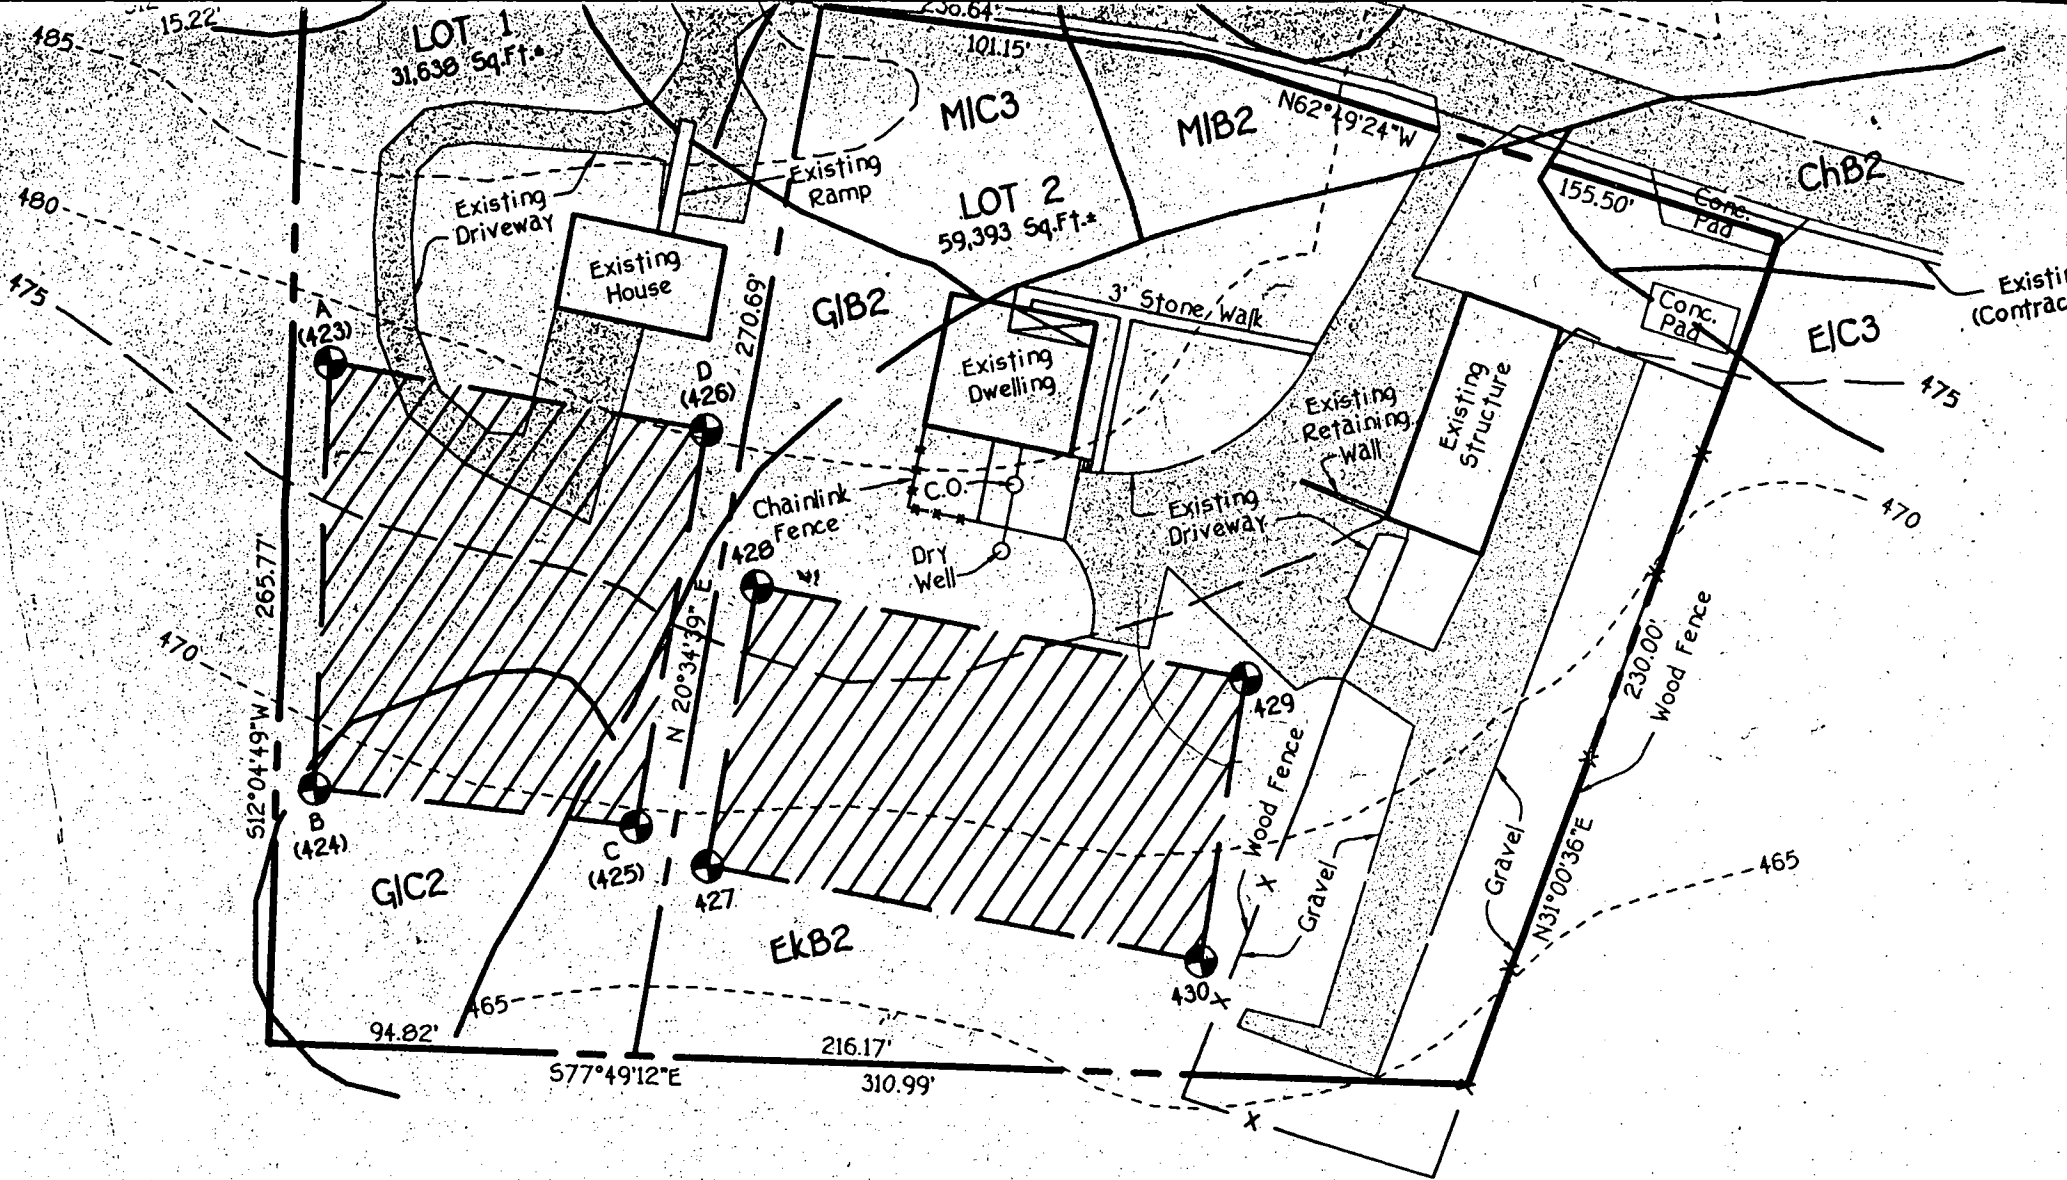 15.22'
LOT 1
31,638 Sq.Ft.±
236.64'
101.15'
485
MIC3
MIB2
N62°49'24"W
ChB2
480
Existing
Ramp
Existing
Driveway
LOT 2
59,393 Sq.Ft.±
155.50'
Conc.
Pad
475
Existing
House
270.69'
GIB2
3' Stone Walk
Conc.
Pad
EIC3
A
(423)
D
(426)
Existing
Dwelling
Existing
Retaining
Wall
Existing
Structure
475
Chainlink
Fence
C.O.
Existing
Driveway
470
265.77'
428
Dry
Well
470
N 20°34'39" E
429
230.00'
Wood Fence
S12°04'49"W
B
(424)
C
(425)
427
Wood Fence
Gravel
Gravel
N31°00'36"E
465
GIC2
EkB2
430
465
94.82'
216.17'
S77°49'12"E
310.99'